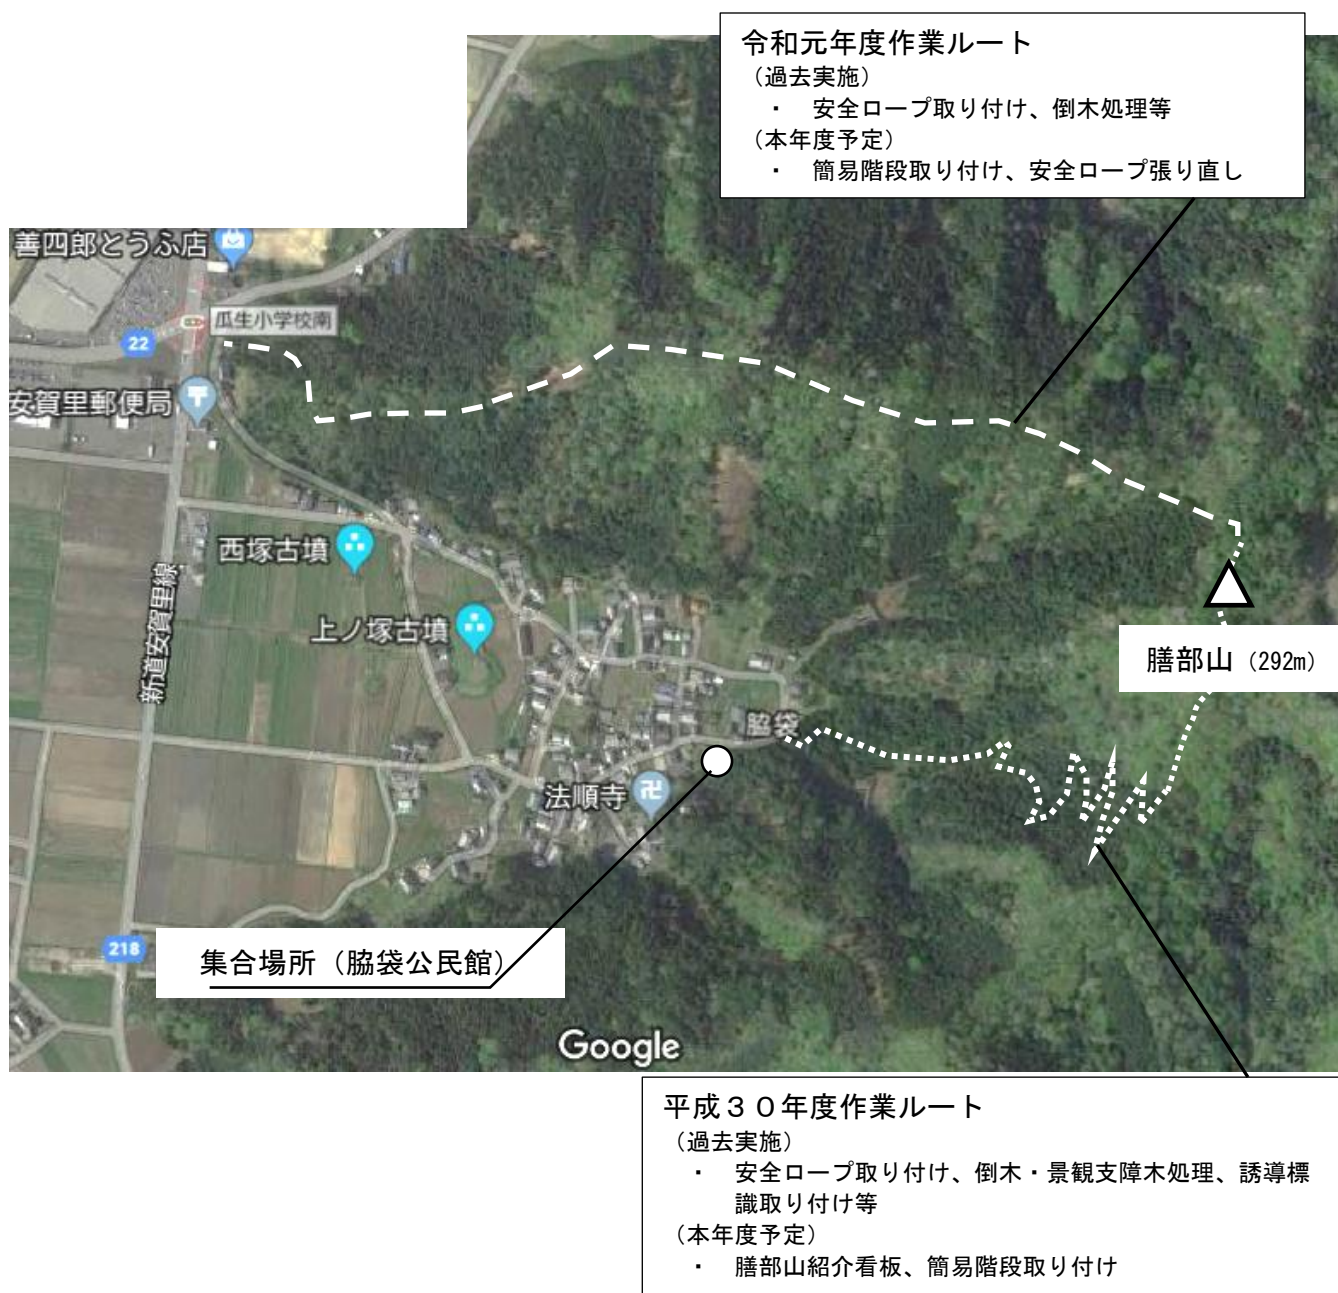 令和元年度作業ルート
（過去実施）
・ 安全ロープ取り付け、倒木処理等
（本年度予定）
・ 簡易階段取り付け、安全ロープ張り直し
善四郎とうふ店
瓜生小学校南
22
安賀里郵便局
西塚古墳
上ノ塚古墳
新道安賀里線
膳部山（292m）
脇袋
法順寺
218
集合場所（脇袋公民館）
Google
平成３０年度作業ルート
（過去実施）
・ 安全ロープ取り付け、倒木・景観支障木処理、誘導標
識取り付け等
（本年度予定）
・ 膳部山紹介看板、簡易階段取り付け